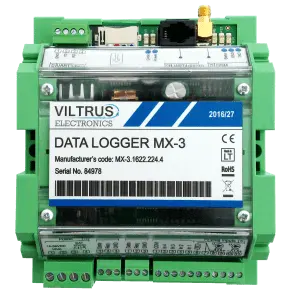 VILTRUS
ELECTRONICS
2016/27
DATA LOGGER MX-3
Manufacturer's code: MX-3.1622.224.4
Serial No. 84978
LT
RoHS